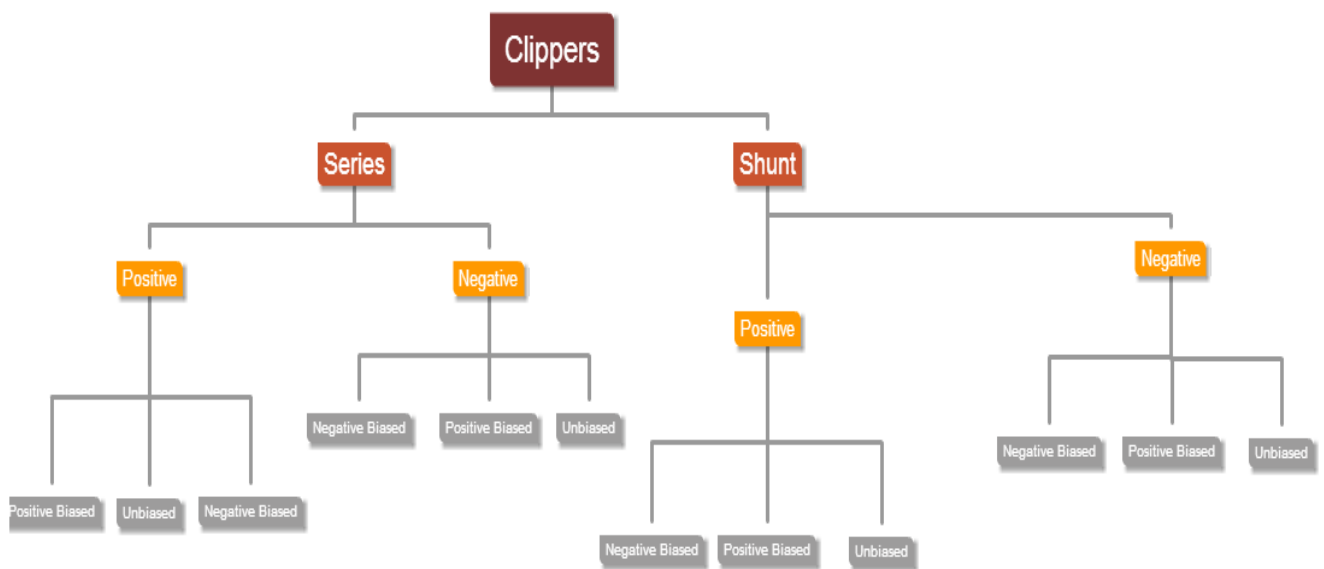 Clippers
Series
Shunt
Positive
Negative
Positive
Negative
Positive Biased
Unbiased
Negative Biased
Negative Biased
Positive Biased
Unbiased
Negative Biased
Positive Biased
Unbiased
Negative Biased
Positive Biased
Unbiased